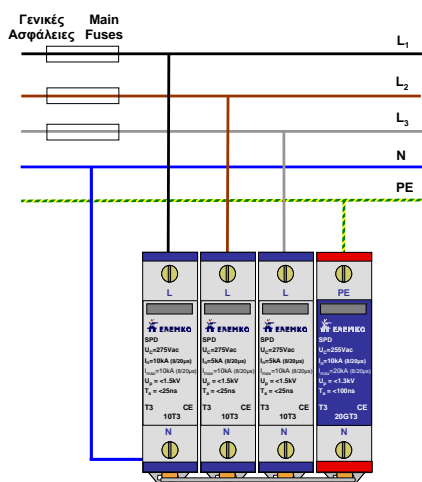 Γενικές Ασφάλειες
Main Fuses
L1
L2
L3
N
PE
L
ΕΛΕΜΚΟ
SPD
UC=275Vac
In=10kA (8/20µs)
Imax=10kA (8/20µs)
Up = <1.5kV
Ta = <25ns
T3 CE
10T3
N
L
ΕΛΕΜΚΟ
SPD
UC=275Vac
In=5kA (8/20µs)
Imax=10kA (8/20µs)
Up = <1.5kV
Ta = <25ns
T3 CE
10T3
N
L
ΕΛΕΜΚΟ
SPD
UC=275Vac
In=5kA (8/20µs)
Imax=10kA (8/20µs)
Up = <1.5kV
Ta = <25ns
T3 CE
10T3
N
PE
ΕΛΕΜΚΟ
SPD
UC=255Vac
In=10kA (8/20µs)
Imax=20kA (8/20µs)
Up = <1.3kV
Ta = <100ns
T3 CE
20GT3
N